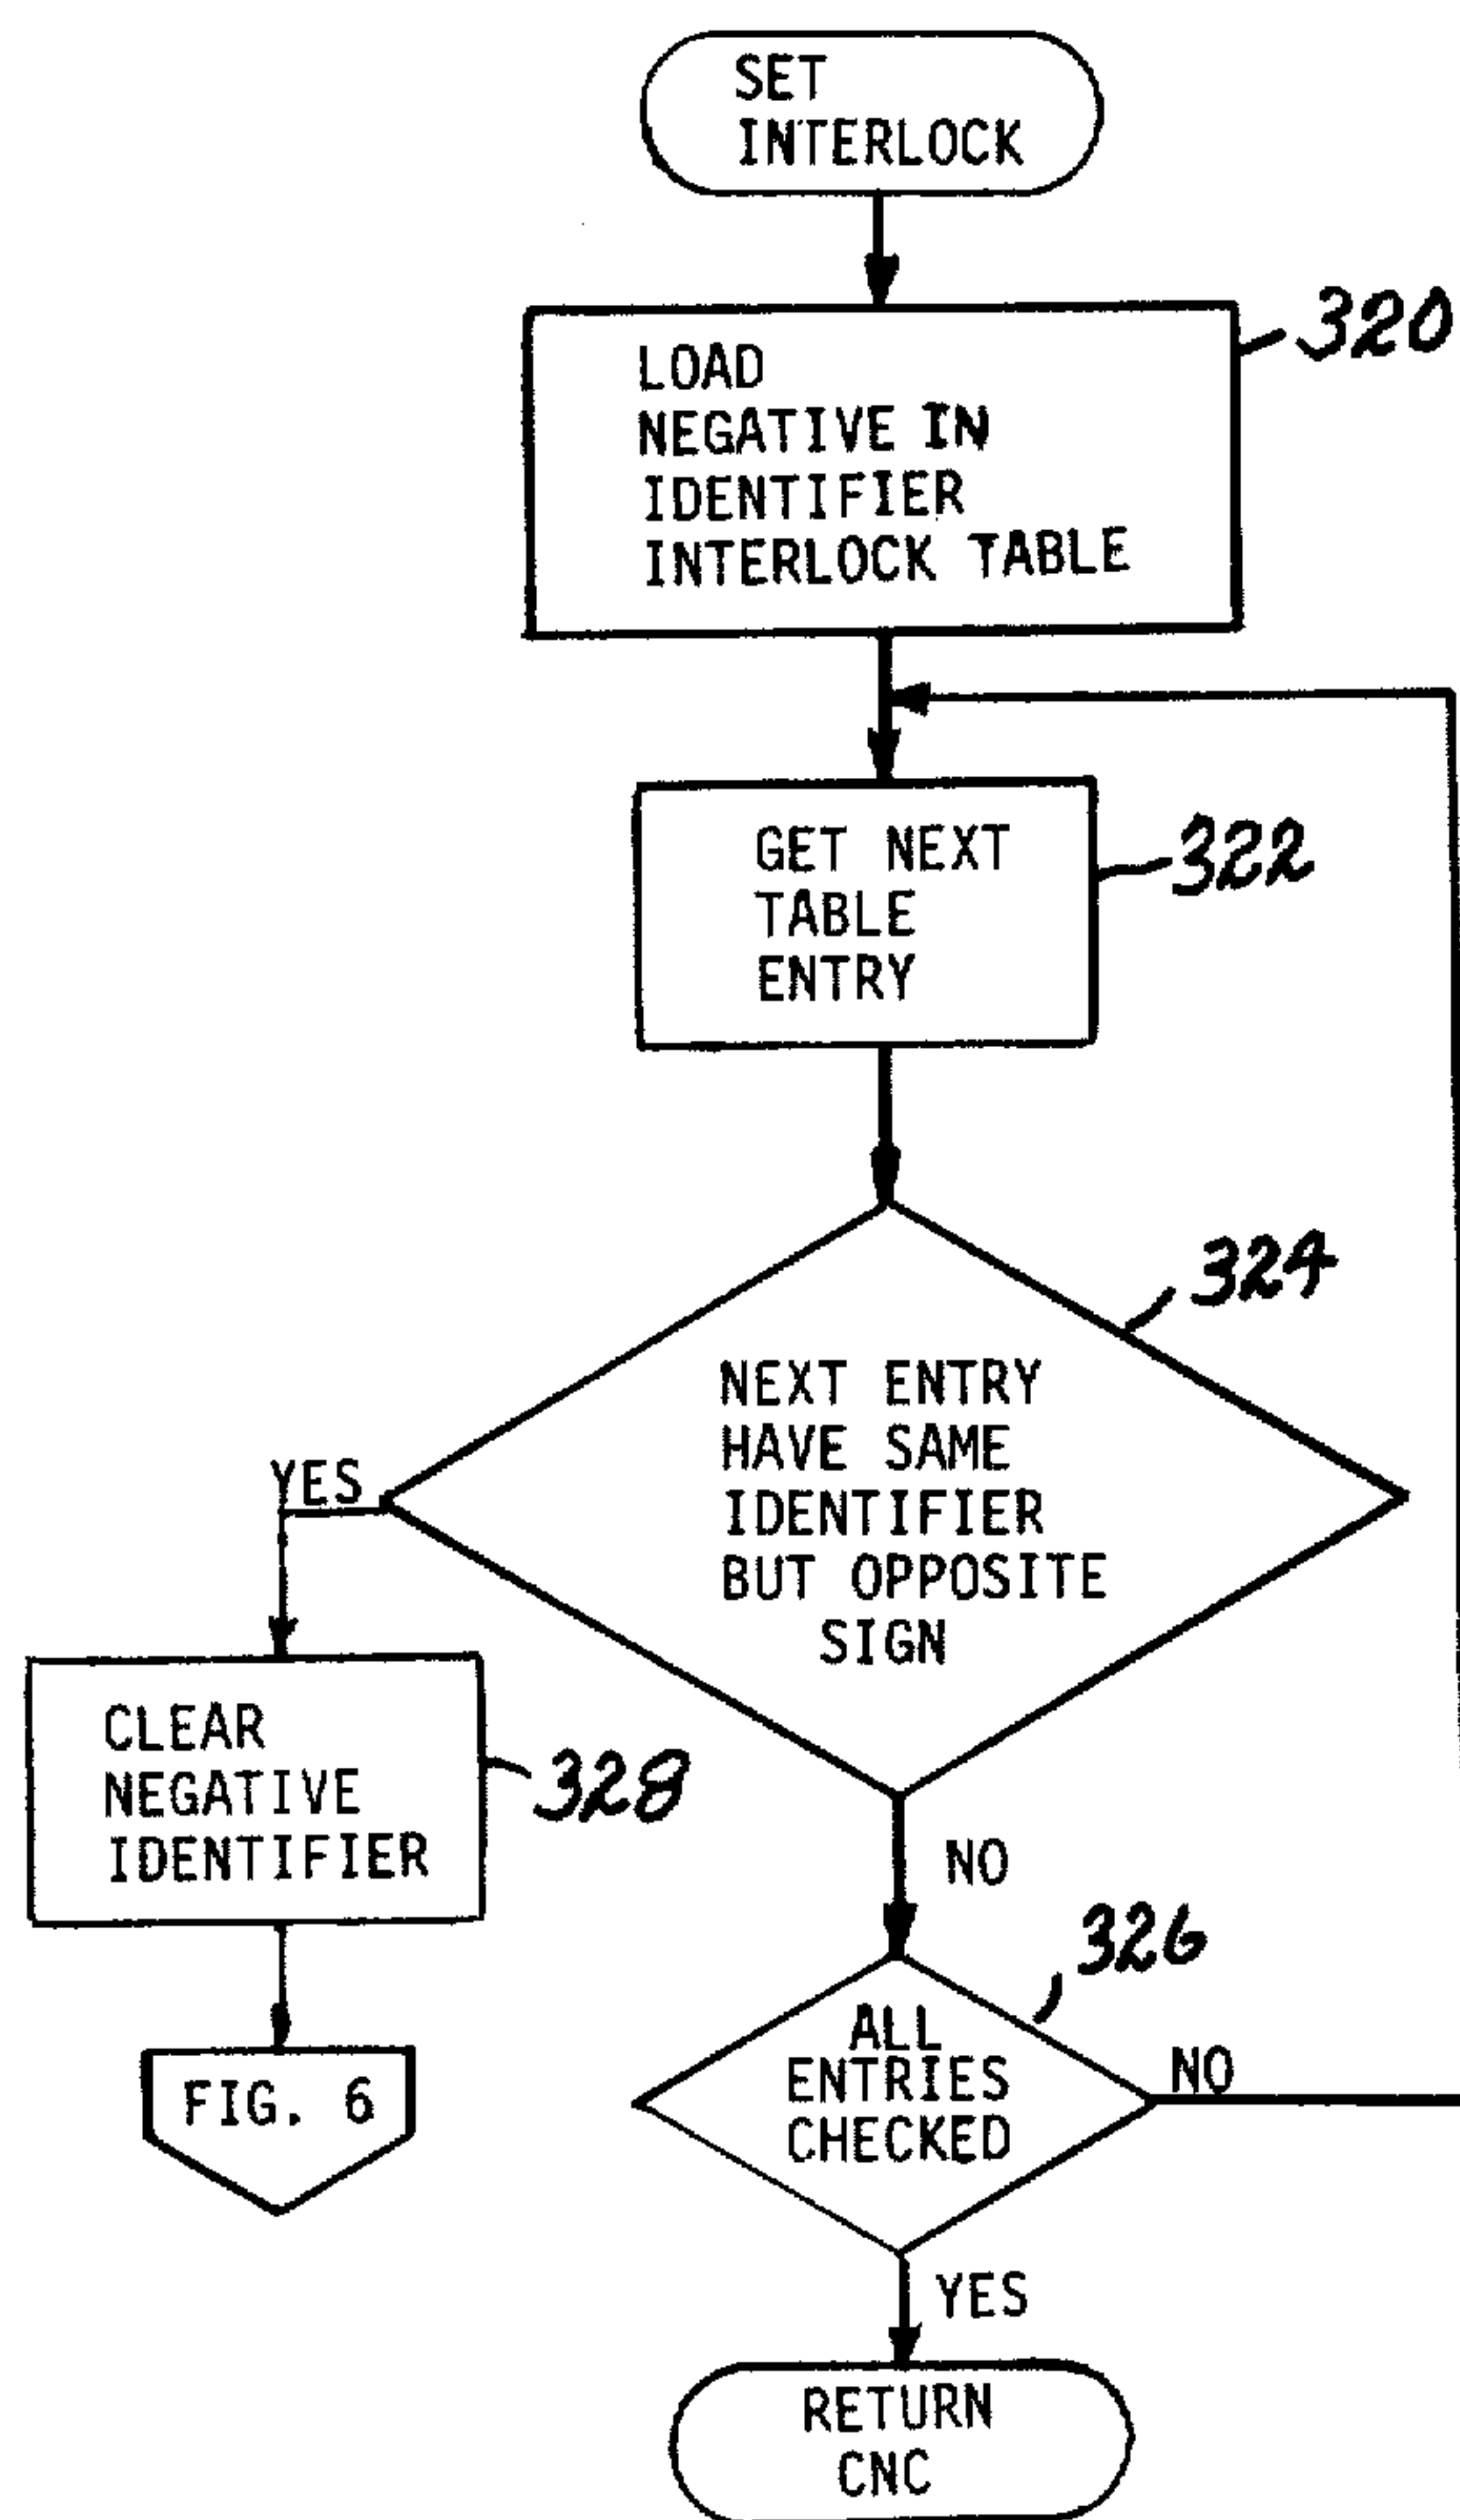 SET
INTERLOCK
320
LOAD
NEGATIVE IN
IDENTIFIER
INTERLOCK TABLE
322
GET NEXT
TABLE
ENTRY
324
NEXT ENTRY
HAVE SAME
IDENTIFIER
BUT OPPOSITE
SIGN
YES
CLEAR
NEGATIVE
IDENTIFIER
328
NO
326
ALL
ENTRIES
CHECKED
NO
FIG. 6
YES
RETURN
CNC